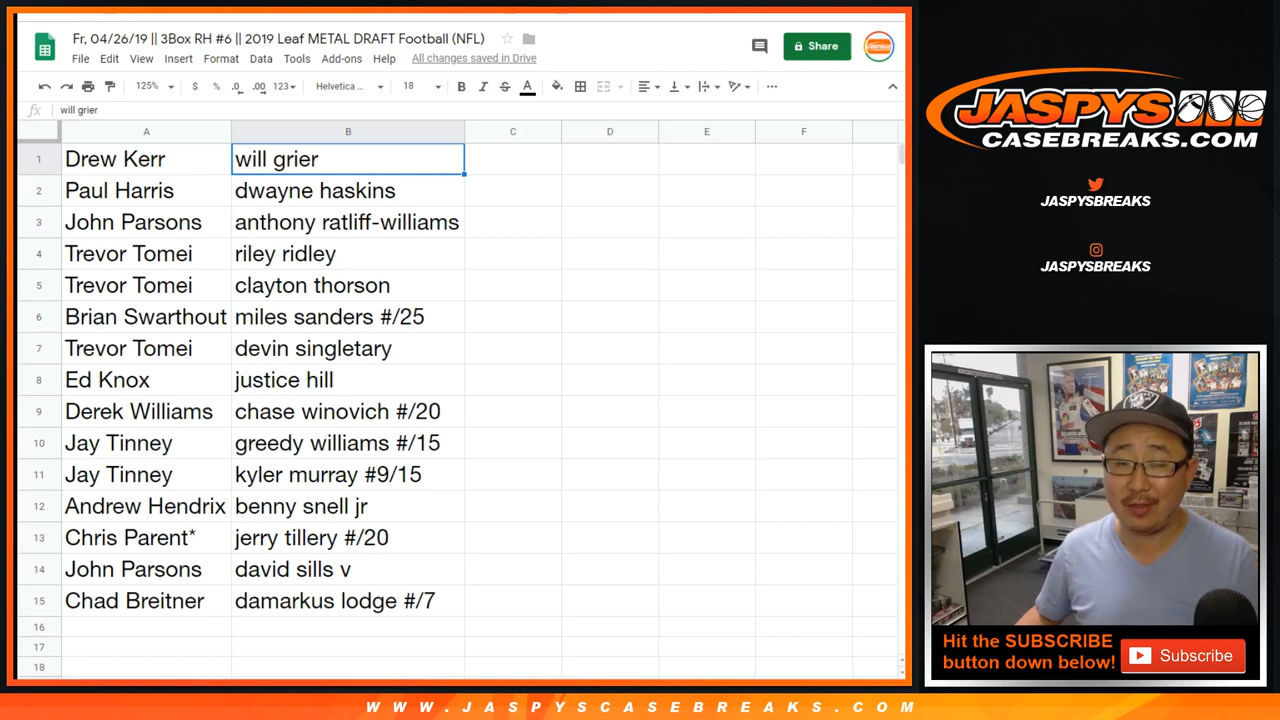 Fr, 04/26/19 || 3Box RH #6 || 2019 Leaf METAL DRAFT Football (NFL)
File Edit View Insert Format Data Tools Add-ons Help All changes saved in Drive
Share
125% $ % .0 .00 123 Helvetica ... 18 B I S A
fx will grier
A B C D E F
1 Drew Kerr will grier
2 Paul Harris dwayne haskins
3 John Parsons anthony ratliff-williams
4 Trevor Tomei riley ridley
5 Trevor Tomei clayton thorson
6 Brian Swarthout miles sanders #/25
7 Trevor Tomei devin singletary
8 Ed Knox justice hill
9 Derek Williams chase winovich #/20
10 Jay Tinney greedy williams #/15
11 Jay Tinney kyler murray #9/15
12 Andrew Hendrix benny snell jr
13 Chris Parent* jerry tillery #/20
14 John Parsons david sills v
15 Chad Breitner damarkus lodge #/7
16
17
18
JASPYS
CASEBREAKS.COM
JASPYSBREAKS
JASPYSBREAKS
Hit the SUBSCRIBE
button down below!
Subscribe
WWW.JASPYSCASEBREAKS.COM